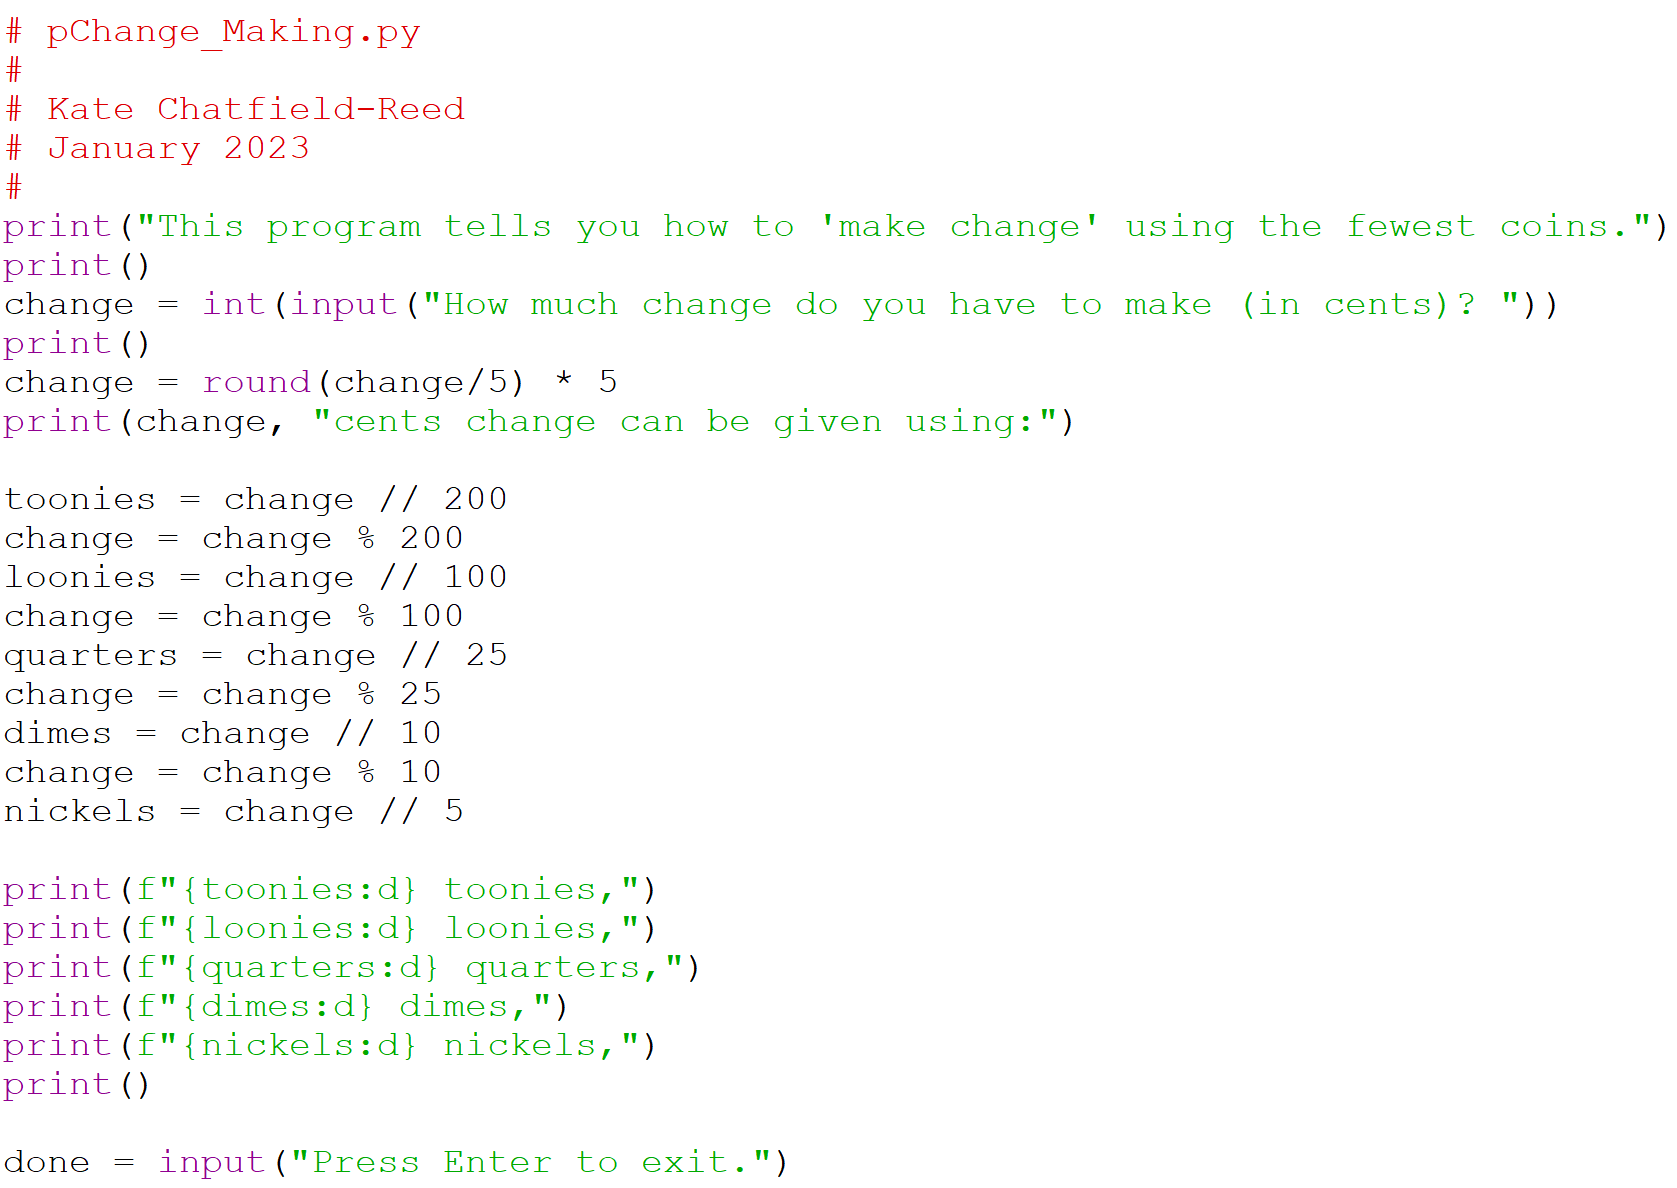 # pChange_Making.py
#
# Kate Chatfield-Reed
# January 2023
#
print("This program tells you how to 'make change' using the fewest coins.")
print()
change = int(input("How much change do you have to make (in cents)? "))
print()
change = round(change/5) * 5
print(change, "cents change can be given using:")
toonies = change // 200
change = change % 200
loonies = change // 100
change = change % 100
quarters = change // 25
change = change % 25
dimes = change // 10
change = change % 10
nickels = change // 5
print(f"{toonies:d} toonies,")
print(f"{loonies:d} loonies,")
print(f"{quarters:d} quarters,")
print(f"{dimes:d} dimes,")
print(f"{nickels:d} nickels,")
print()
done = input("Press Enter to exit.")